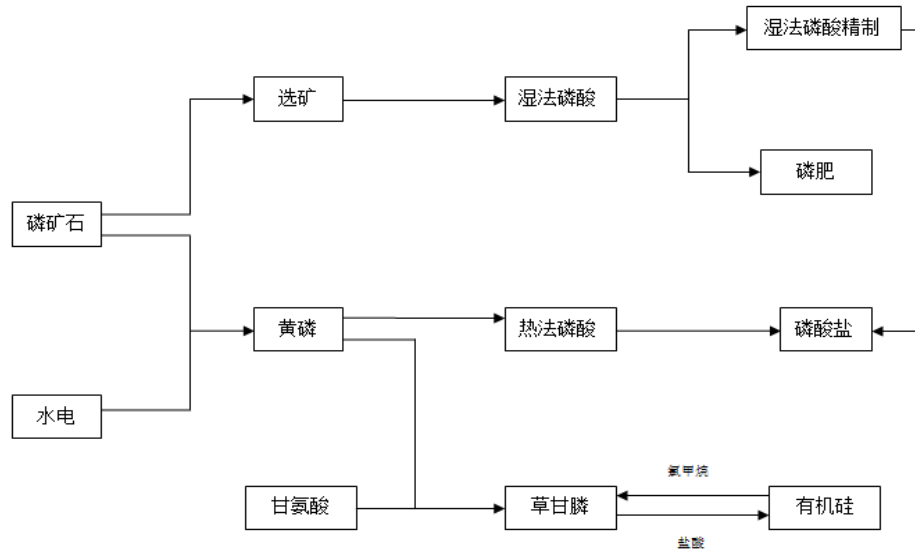 湿法磷酸精制
选矿
湿法磷酸
磷肥
磷矿石
黄磷
热法磷酸
磷酸盐
水电
氯甲烷
甘氨酸
草甘膦
有机硅
盐酸